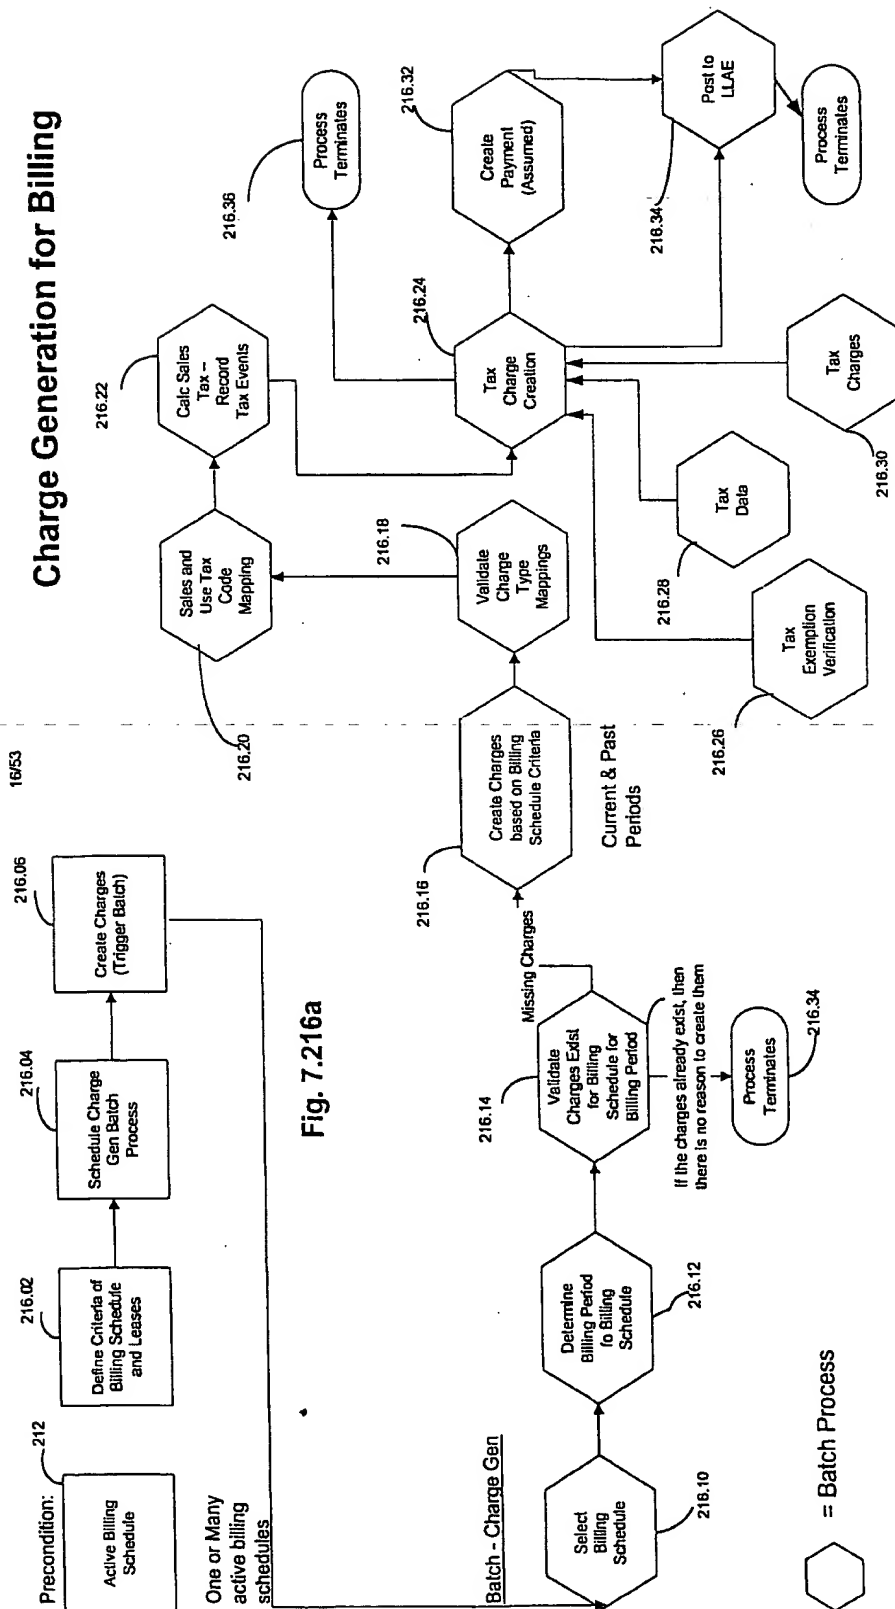 16/53
Charge Generation for Billing
Precondition:
212
Active Billing
Schedule
216.02
Define Criteria of
Billing Schedule
and Leases
216.04
Schedule Charge
Gen Batch
Process
216.06
Create Charges
(Trigger Batch)
One or Many
active billing
schedules
Fig. 7.216a
216.20
Sales and
Use Tax
Code
Mapping
216.22
Calc Sales
Tax –
Record
Tax Events
216.36
Process
Terminates
Batch - Charge Gen
Select
Billing
Schedule
216.10
Determine
Billing Period
fo Billing
Schedule
216.12
216.14
Validate
Charges Exist
for Billing
Schedule for
Billing Period
Missing Charges
If the charges already exist, then
there is no reason to create them
Process
Terminates
216.34
216.16
Create Charges
based on Billing
Schedule Criteria
Current & Past
Periods
216.18
Validate
Charge
Type
Mappings
216.24
Tax
Charge
Creation
216.32
Create
Payment
(Assumed)
216.34
Post to
LLAE
Process
Terminates
216.26
Tax
Exemption
Verification
216.28
Tax
Data
216.30
Tax
Charges
= Batch Process